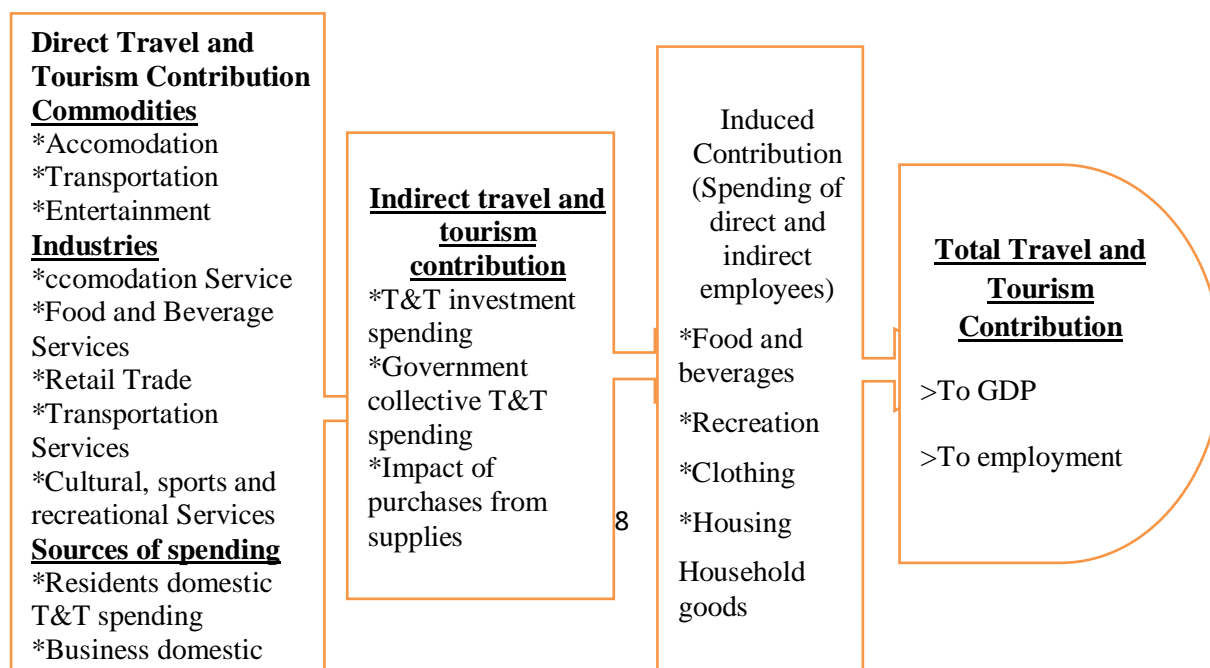 Direct Travel and
Tourism Contribution
Commodities
*Accomodation
*Transportation
*Entertainment
Industries
*ccomodation Service
*Food and Beverage
Services
*Retail Trade
*Transportation
Services
*Cultural, sports and
recreational Services
Sources of spending
*Residents domestic
T&T spending
*Business domestic
Indirect travel and
tourism
contribution
*T&T investment
spending
*Government
collective T&T
spending
*Impact of
purchases from
supplies
8
Induced
Contribution
(Spending of
direct and
indirect
employees)
*Food and
beverages
*Recreation
*Clothing
*Housing
Household
goods
Total Travel and
Tourism
Contribution
>To GDP
>To employment